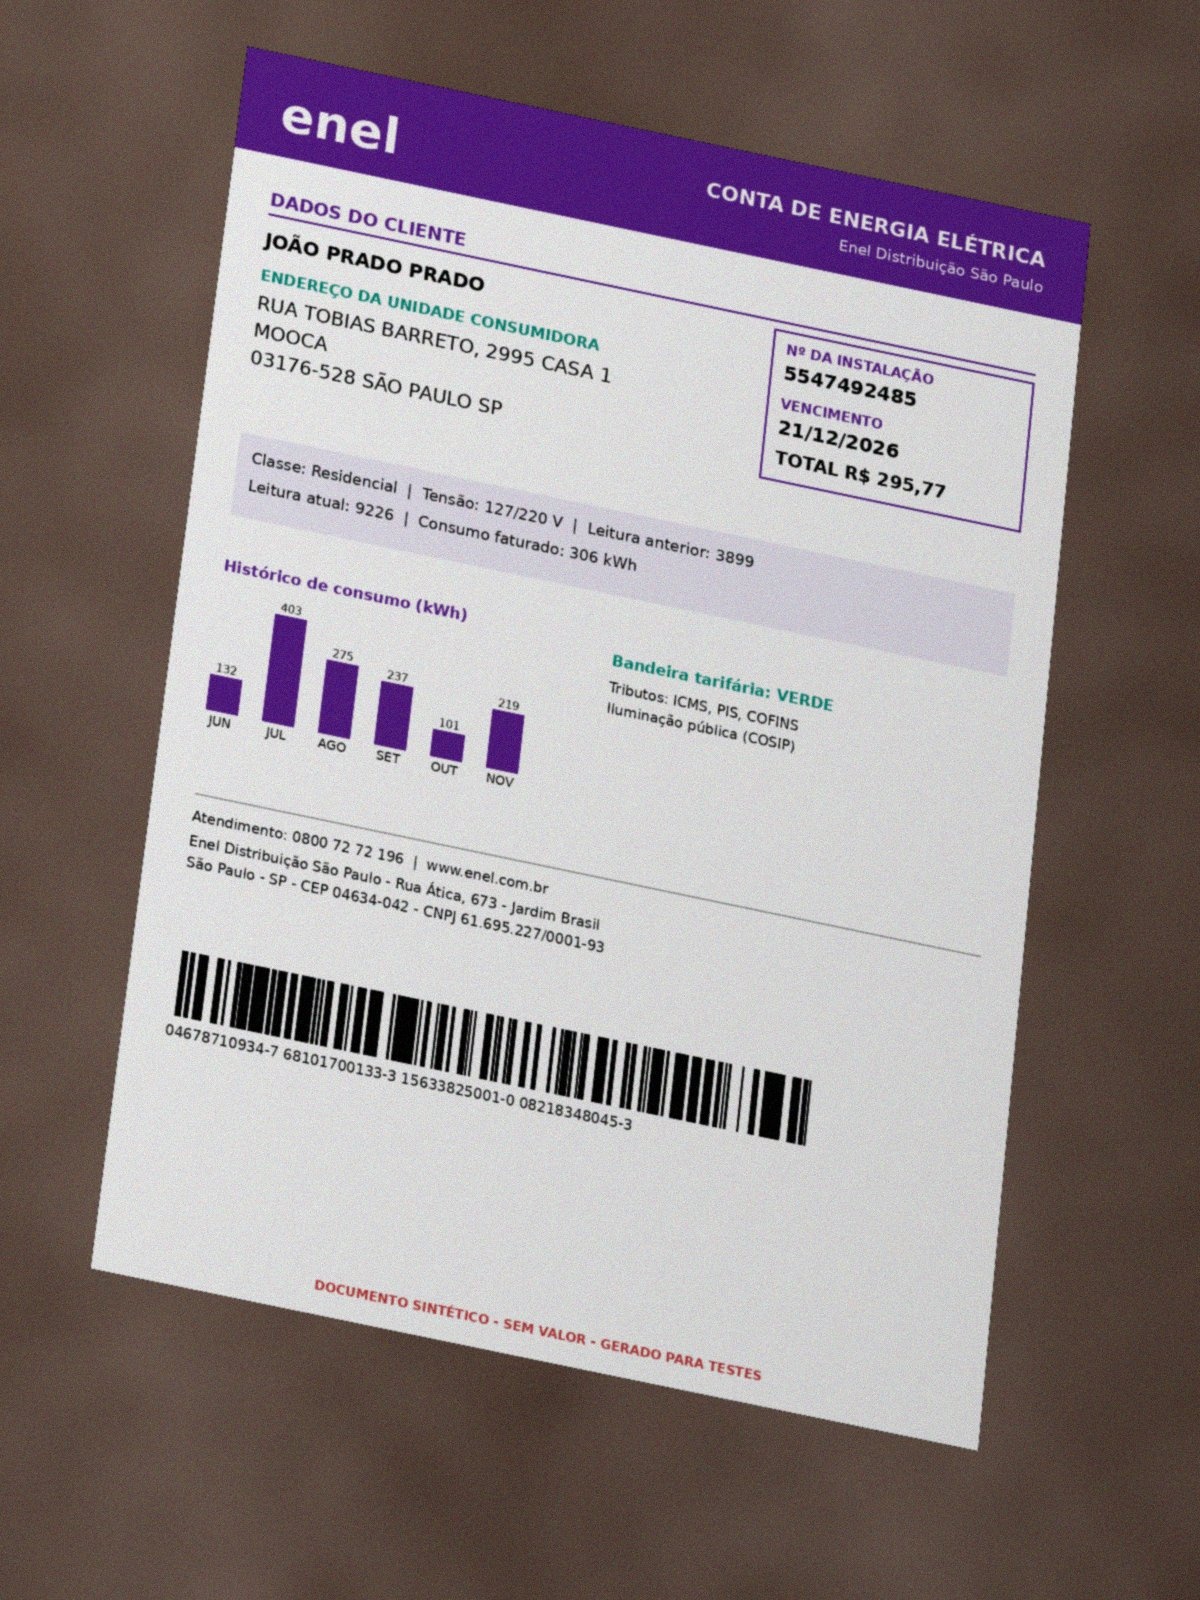 enel
CONTA DE ENERGIA ELÉTRICA
Enel Distribuição São Paulo
DADOS DO CLIENTE
JOÃO PRADO PRADO
ENDEREÇO DA UNIDADE CONSUMIDORA
RUA TOBIAS BARRETO, 2995 CASA 1
MOOCA
03176-528 SÃO PAULO SP
Nº DA INSTALAÇÃO
5547492485
VENCIMENTO
21/12/2026
TOTAL R$ 295,77
Classe: Residencial | Tensão: 127/220 V | Leitura anterior: 3899
Leitura atual: 9226 | Consumo faturado: 306 kWh
Histórico de consumo (kWh)
132 403 275 237 101 219
JUN JUL AGO SET OUT NOV
Bandeira tarifária: VERDE
Tributos: ICMS, PIS, COFINS
Iluminação pública (COSIP)
Atendimento: 0800 72 72 196 | www.enel.com.br
Enel Distribuição São Paulo - Rua Ática, 673 - Jardim Brasil
São Paulo - SP - CEP 04634-042 - CNPJ 61.695.227/0001-93
04678710934-7 68101700133-3 15633825001-0 08218348045-3
DOCUMENTO SINTÉTICO - SEM VALOR - GERADO PARA TESTES